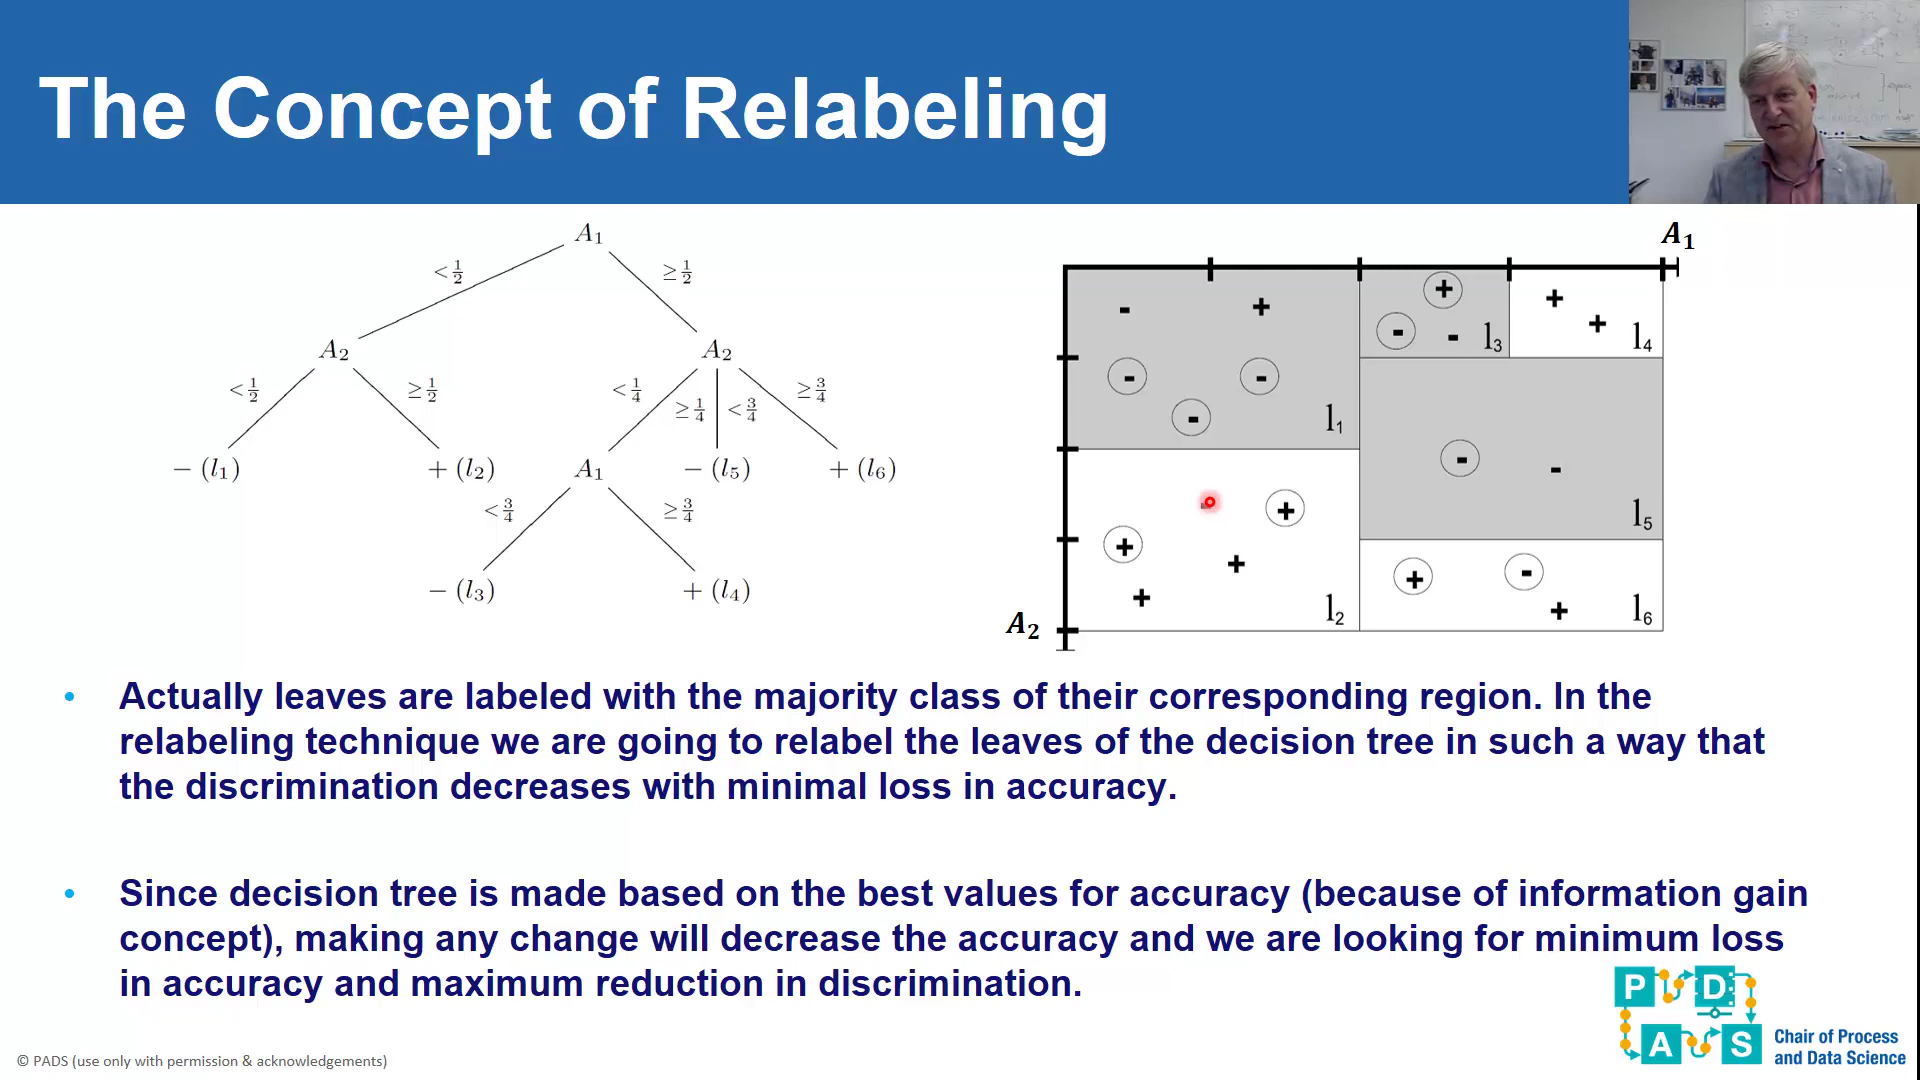 The Concept of Relabeling
A₁
< 1/2
≥ 1/2
A₂
A₂
< 1/2
≥ 1/2
< 1/4
≥ 1/4
< 3/4
≥ 3/4
− (l₁)
+ (l₂)
A₁
− (l₅)
+ (l₆)
< 3/4
≥ 3/4
− (l₃)
+ (l₄)
A₁
- +
+ - -
l₃
+ +
l₄
- - -
l₁
- -
l₅
+ + + +
l₂
+ - +
l₆
A₂
• Actually leaves are labeled with the majority class of their corresponding region. In the
relabeling technique we are going to relabel the leaves of the decision tree in such a way that
the discrimination decreases with minimal loss in accuracy.
• Since decision tree is made based on the best values for accuracy (because of information gain
concept), making any change will decrease the accuracy and we are looking for minimum loss
in accuracy and maximum reduction in discrimination.
P D
A S
Chair of Process
and Data Science
© PADS (use only with permission & acknowledgements)